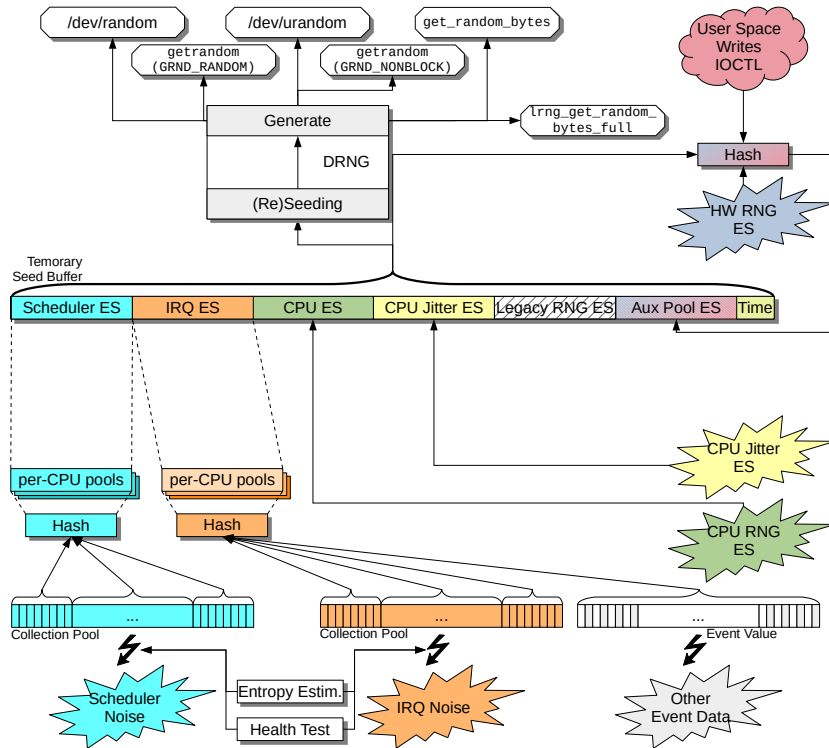 /dev/random
/dev/urandom
get_random_bytes
getrandom
(GRND_RANDOM)
getrandom
(GRND_NONBLOCK)
User Space
Writes
IOCTL
Generate
lrng_get_random_
bytes_full
DRNG
Hash
(Re)Seeding
HW RNG
ES
Temorary
Seed Buffer
Scheduler ES
IRQ ES
CPU ES
CPU Jitter ES
Legacy RNG ES
Aux Pool ES
Time
CPU Jitter
ES
per-CPU pools
per-CPU pools
Hash
Hash
CPU RNG
ES
...
...
...
Collection Pool
Collection Pool
Event Value
Scheduler
Noise
Entropy Estim.
Health Test
IRQ Noise
Other
Event Data